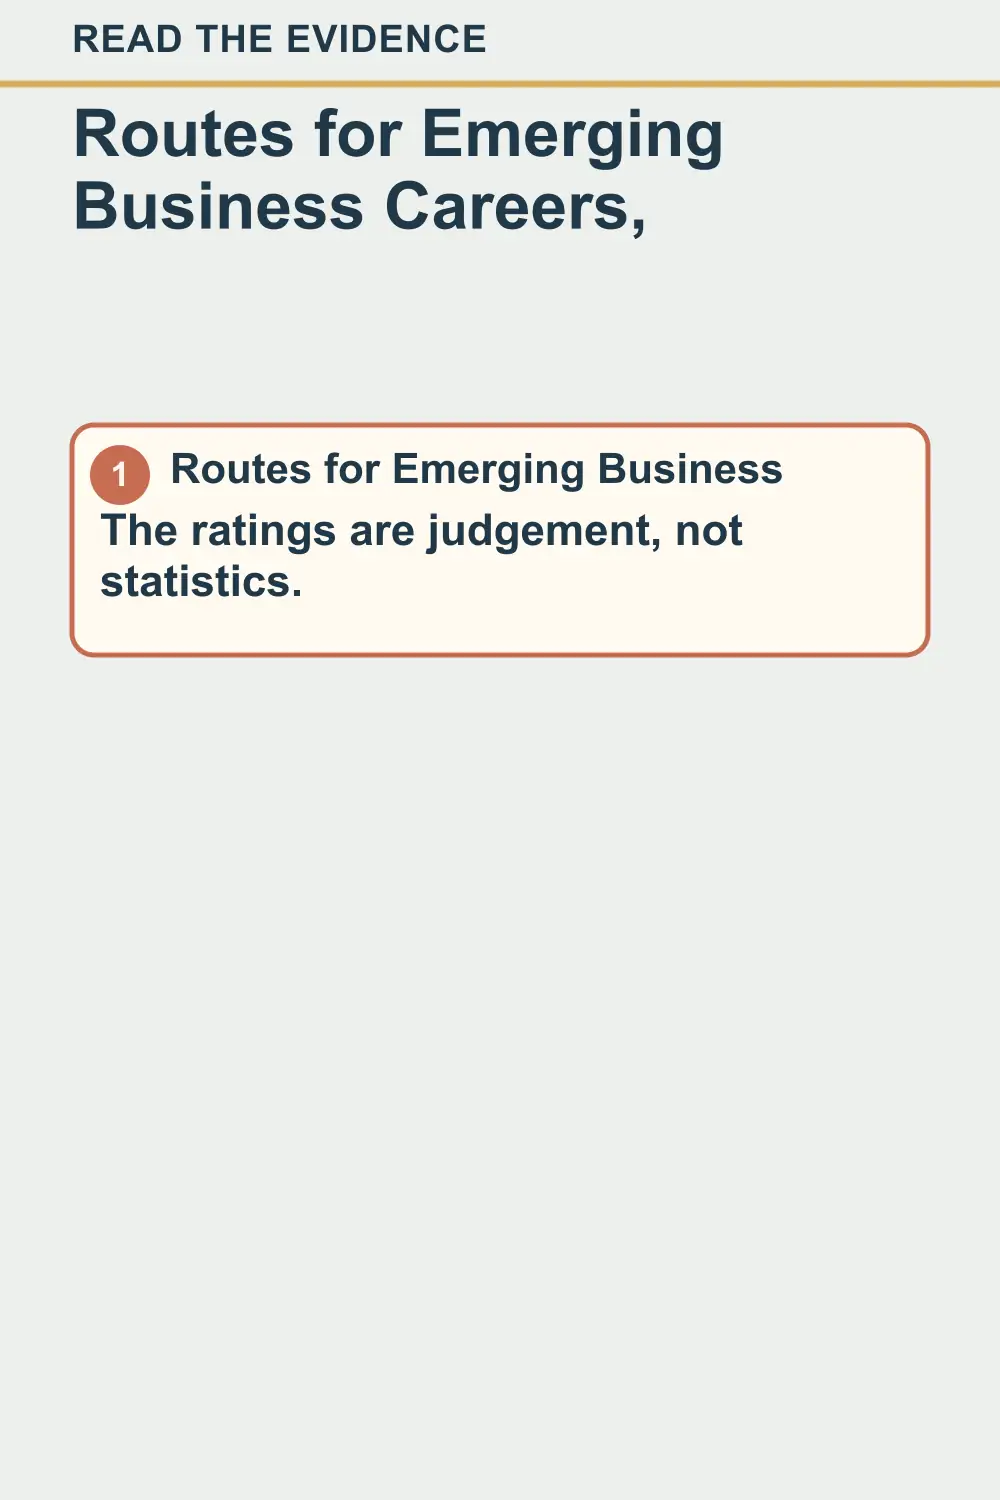 READ THE EVIDENCE
Routes for Emerging
Business Careers,
1 Routes for Emerging Business
The ratings are judgement, not
statistics.